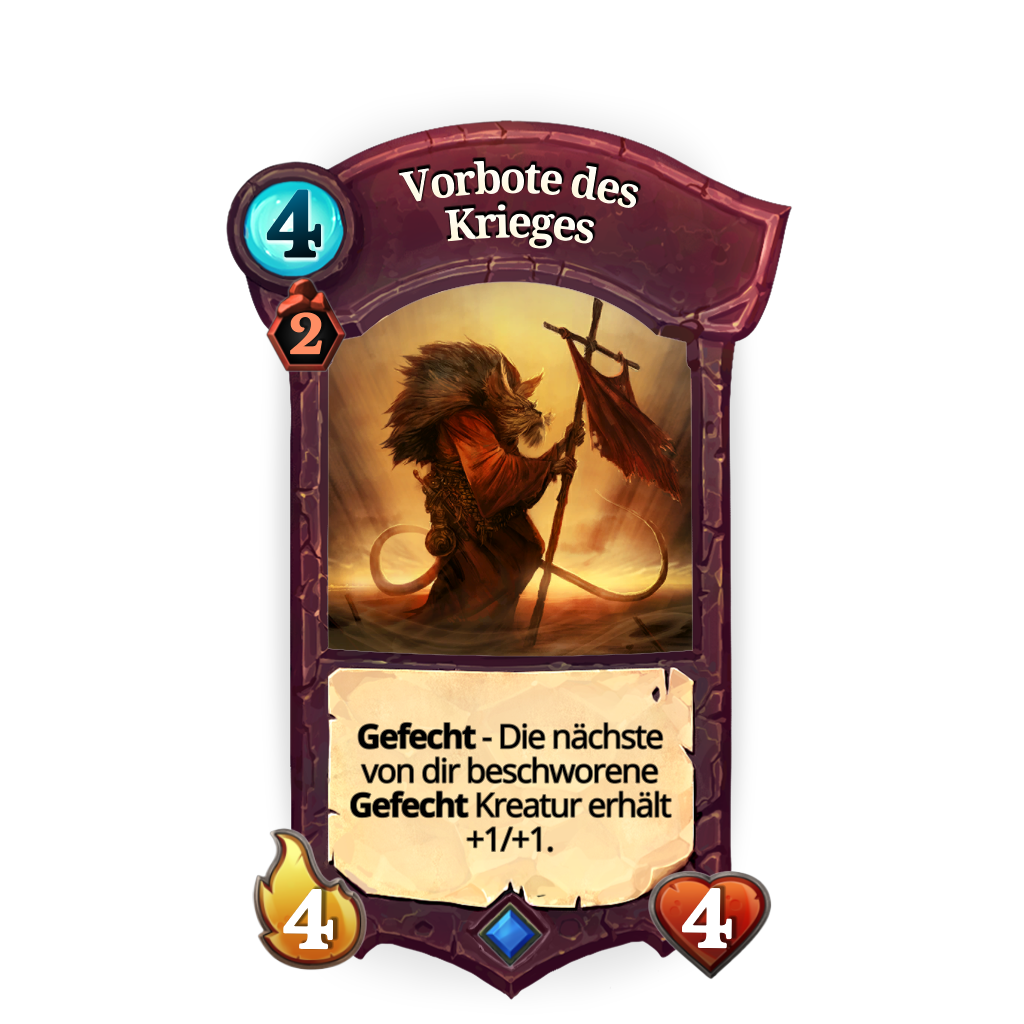 4
Vorbote des
Krieges
2
Gefecht - Die nächste
von dir beschworene
Gefecht Kreatur erhält
+1/+1.
4
4